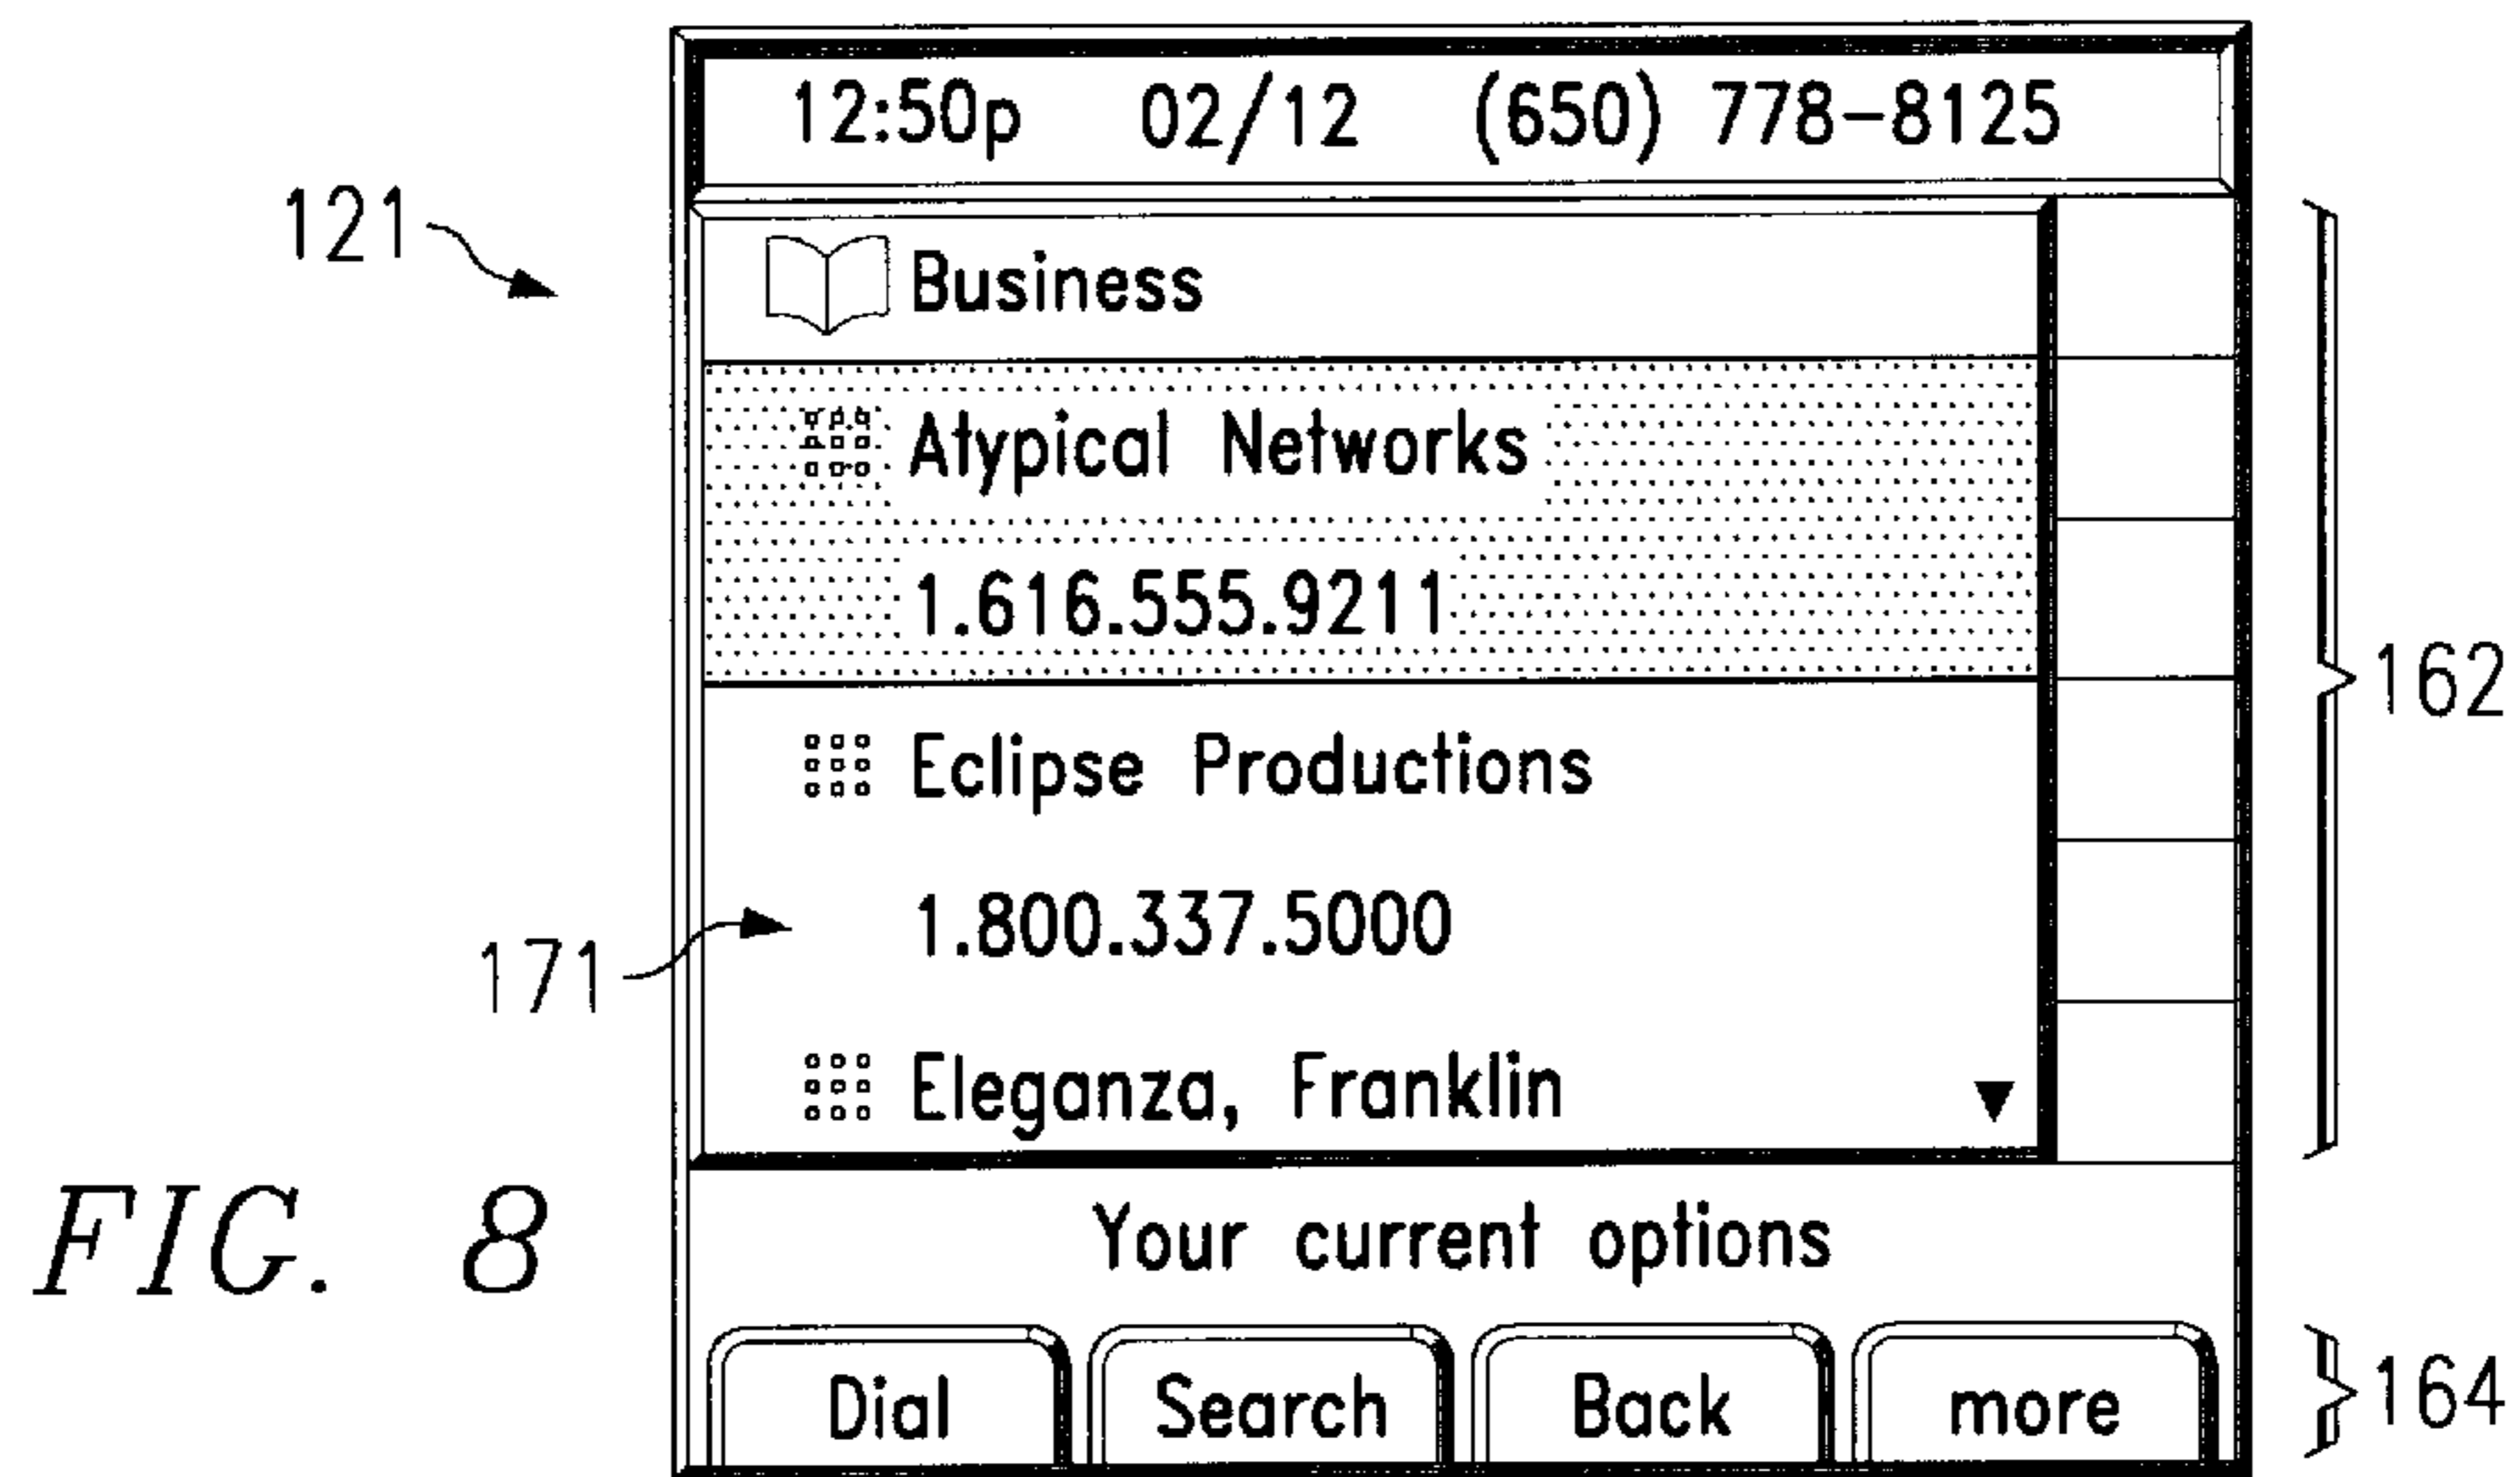 12:50p 02/12 (650) 778-8125
121
Business
Atypical Networks
1.616.555.9211
162
Eclipse Productions
1.800.337.5000
171
Eleganza, Franklin
FIG. 8
Your current options
Dial Search Back more
164